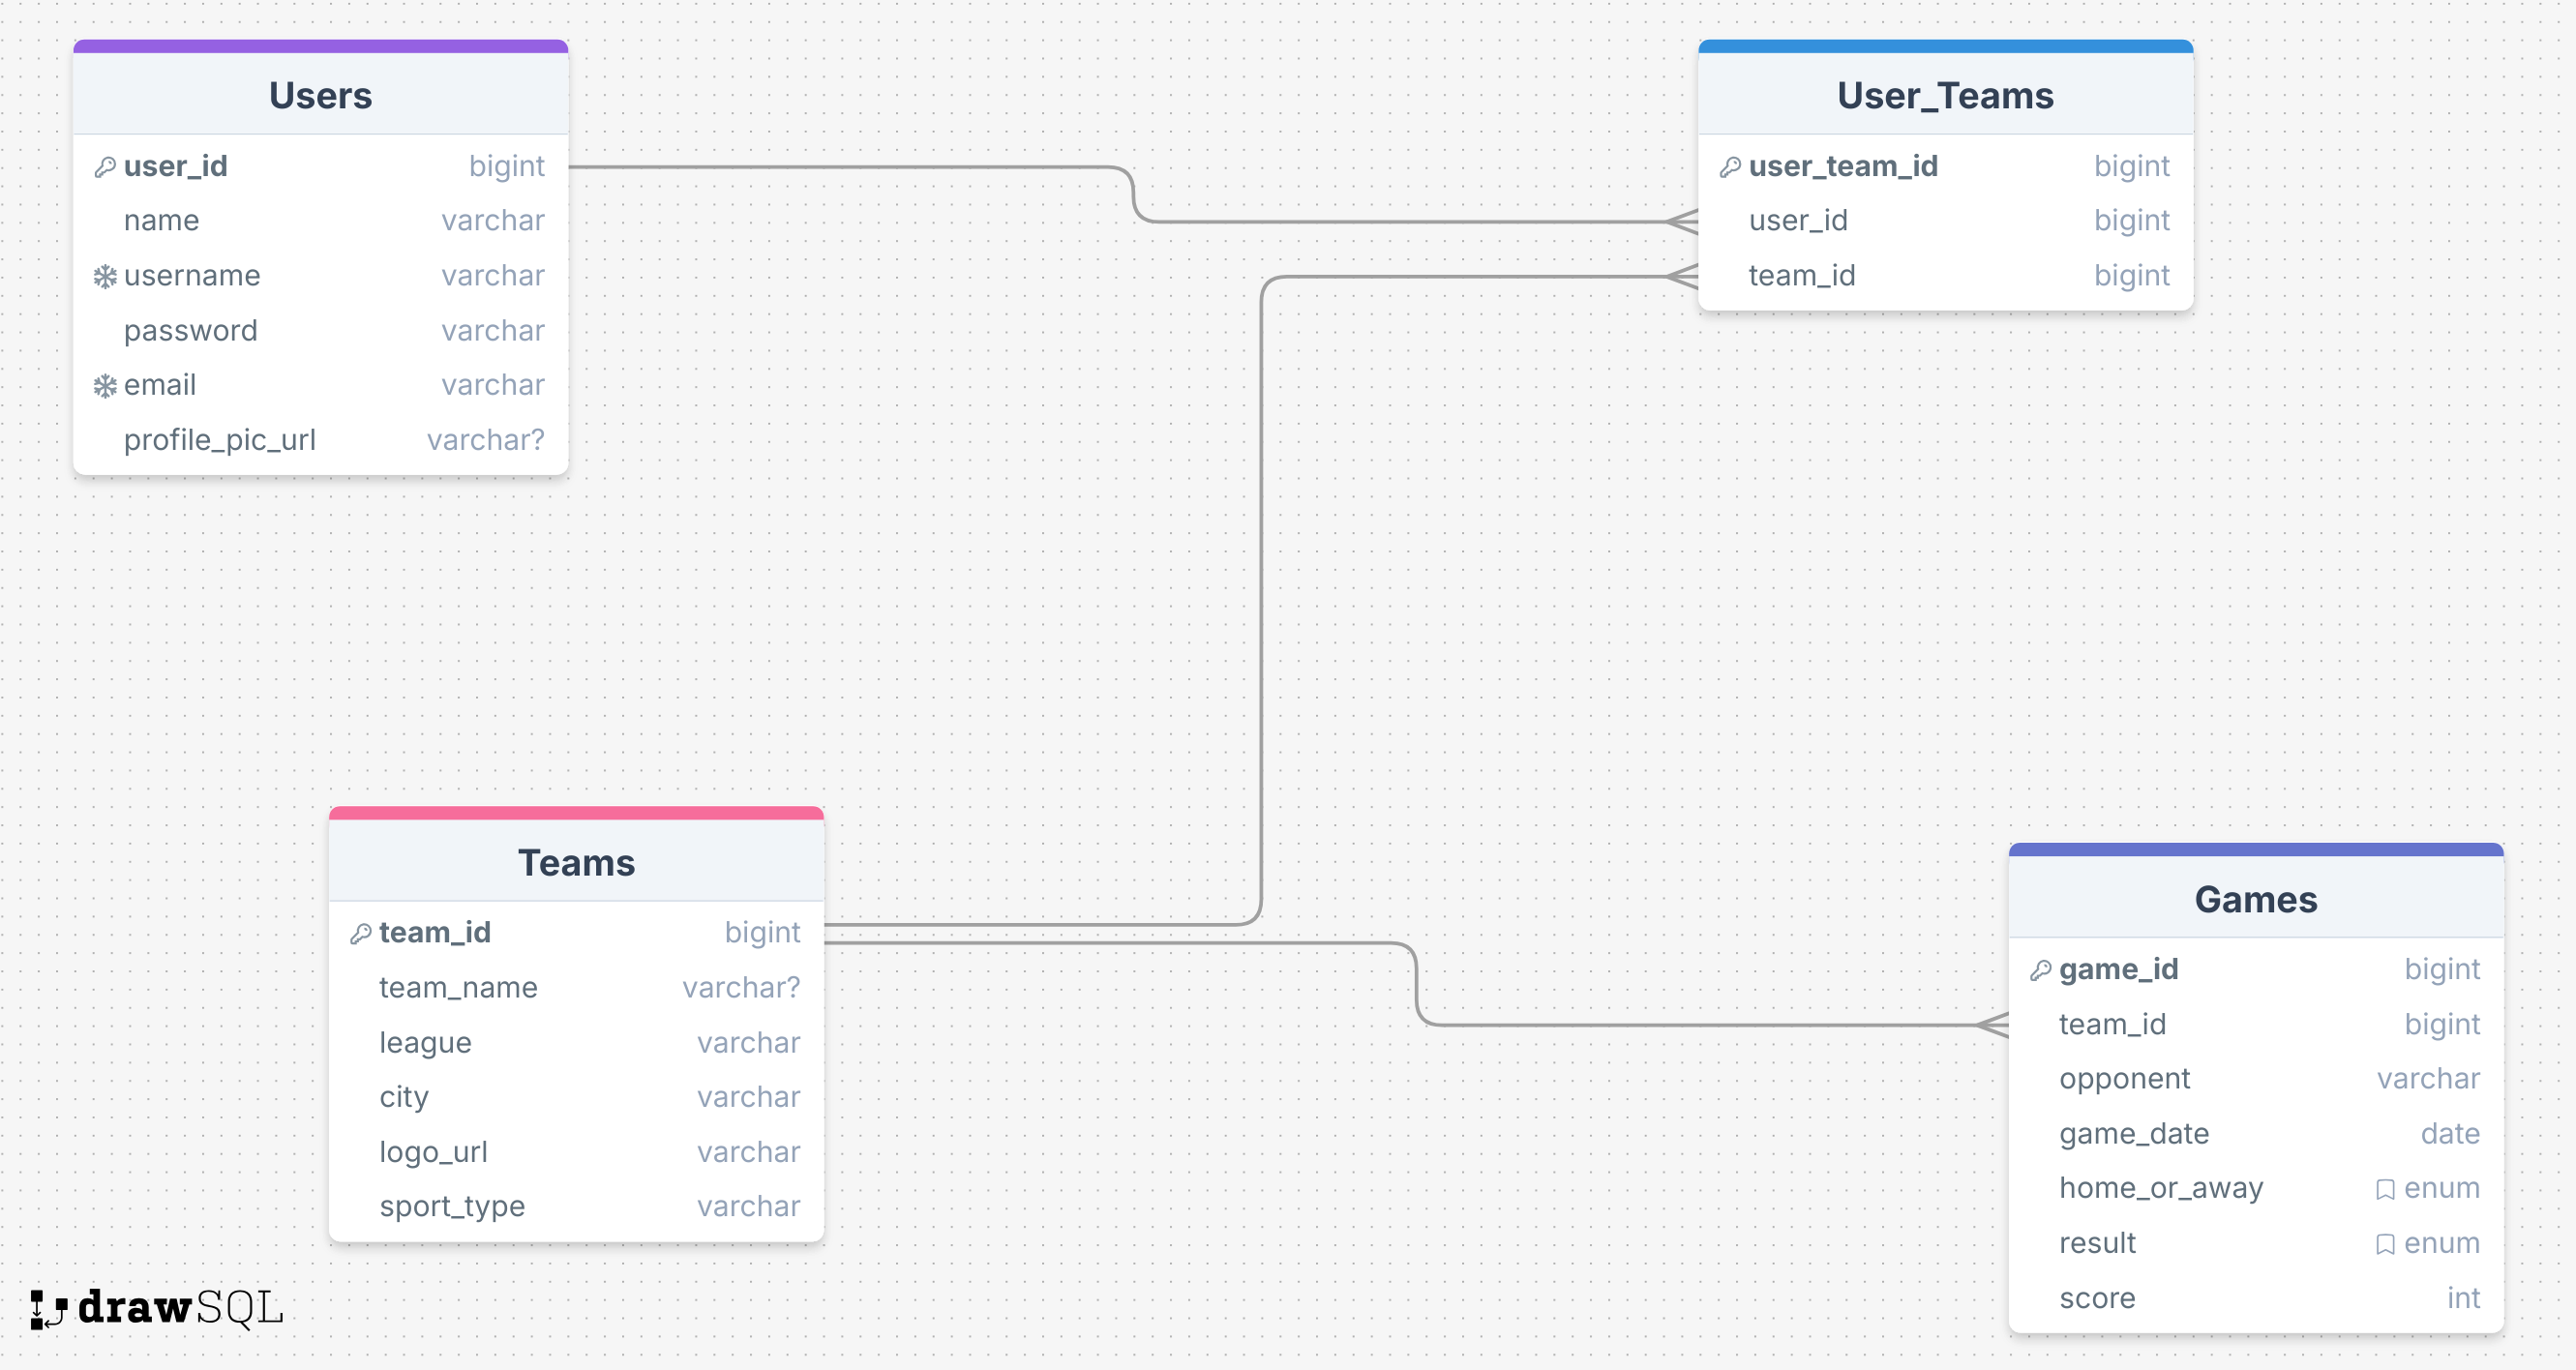 Users
user_id bigint
name varchar
username varchar
password varchar
email varchar
profile_pic_url varchar?
User_Teams
user_team_id bigint
user_id bigint
team_id bigint
Teams
team_id bigint
team_name varchar?
league varchar
city varchar
logo_url varchar
sport_type varchar
Games
game_id bigint
team_id bigint
opponent varchar
game_date date
home_or_away enum
result enum
score int
drawSQL